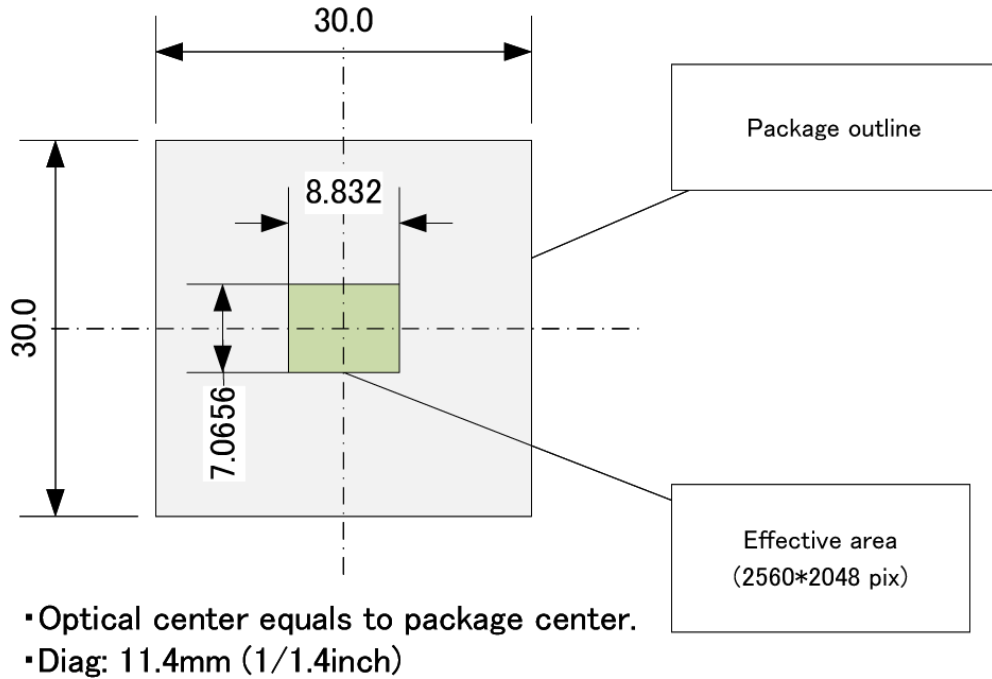 30.0
Package outline
8.832
30.0
7.0656
Effective area
(2560*2048 pix)
・Optical center equals to package center.
・Diag: 11.4mm (1/1.4inch)